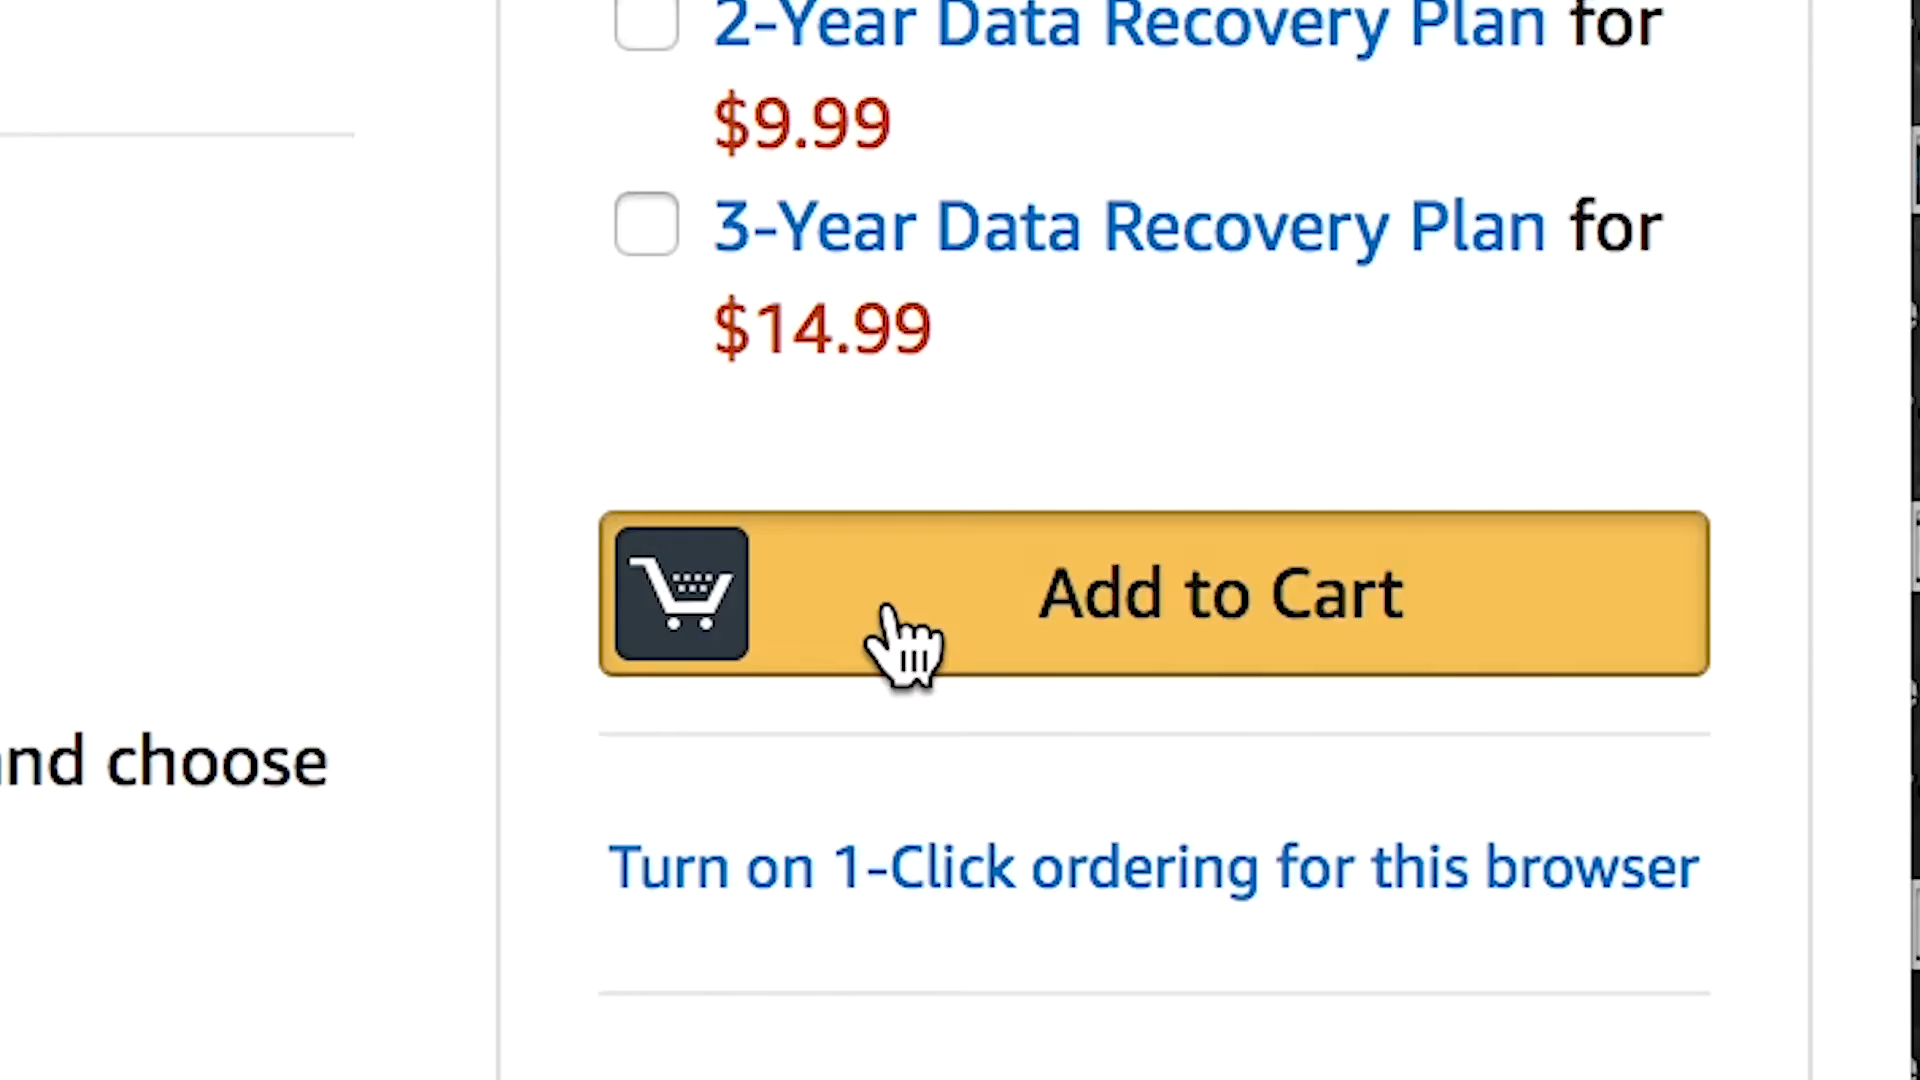 2-Year Data Recovery Plan for
$9.99
3-Year Data Recovery Plan for
$14.99
Add to Cart
choose
Turn on 1-Click ordering for this browser